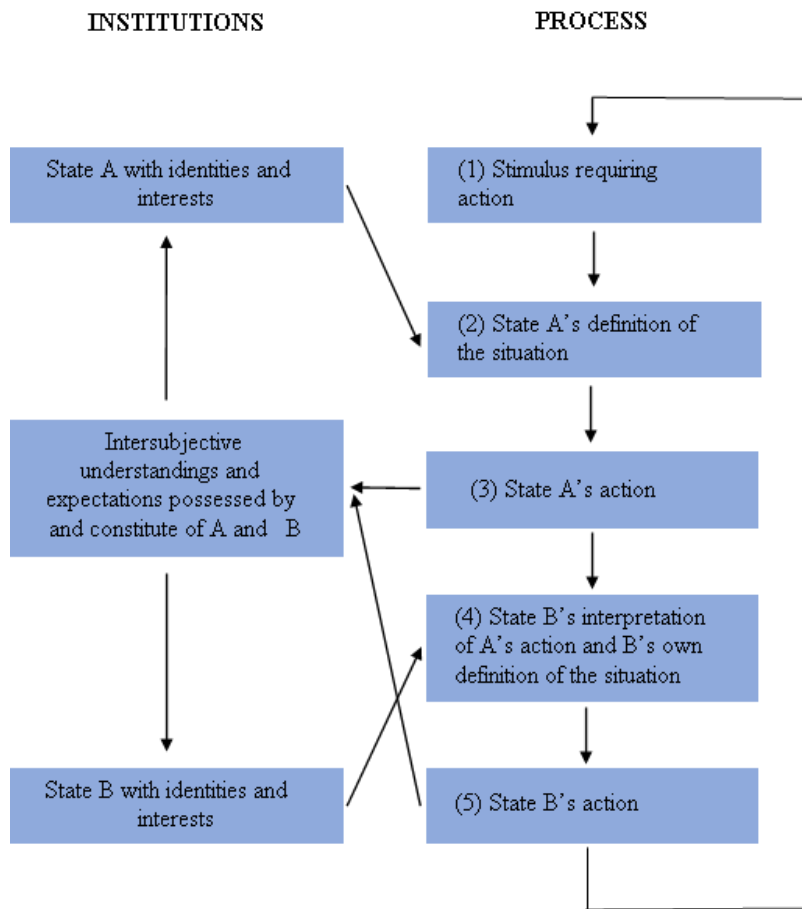 INSTITUTIONS
PROCESS
State A with identities and
interests
(1) Stimulus requiring
action
(2) State A’s definition of
the situation
Intersubjective
understandings and
expectations possessed by
and constitute of A and B
(3) State A’s action
(4) State B’s interpretation
of A’s action and B’s own
definition of the situation
State B with identities and
interests
(5) State B’s action